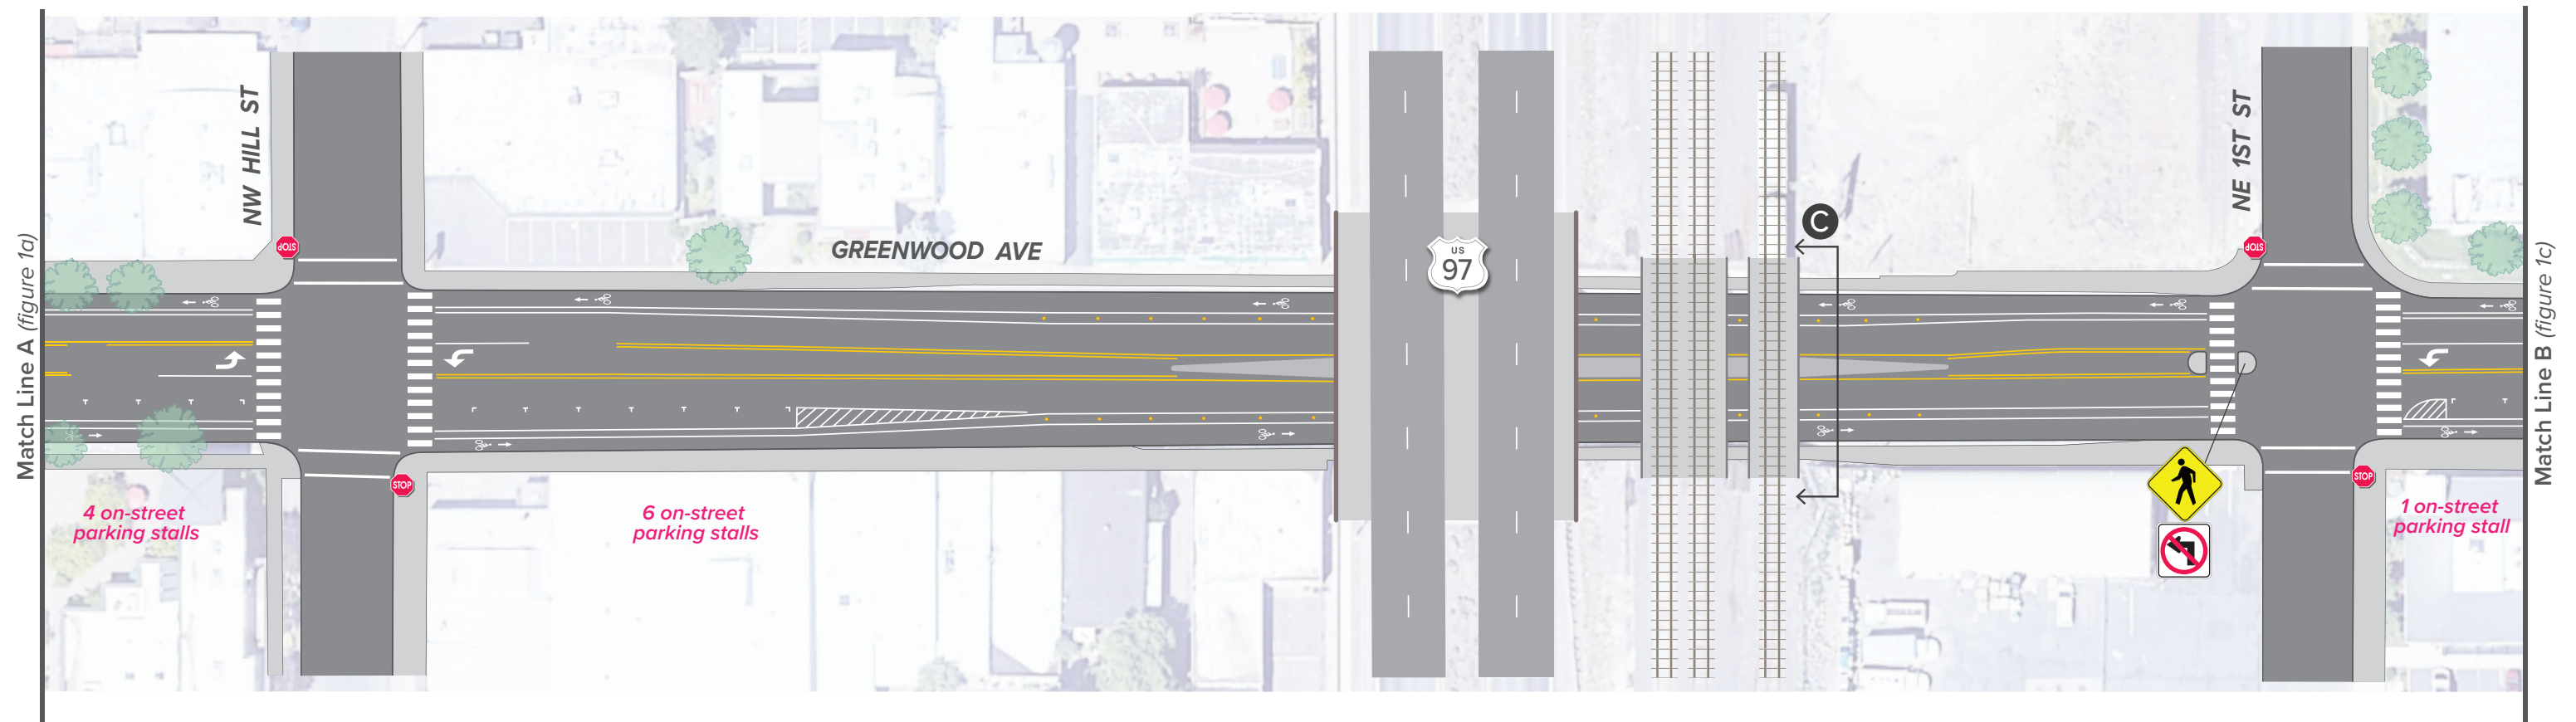 Match Line A (figure 1a)
NW HILL ST
STOP
STOP
4 on-street
parking stalls
6 on-street
parking stalls
GREENWOOD AVE
US
97
C
NE 1ST ST
STOP
STOP
1 on-street
parking stall
Match Line B (figure 1c)